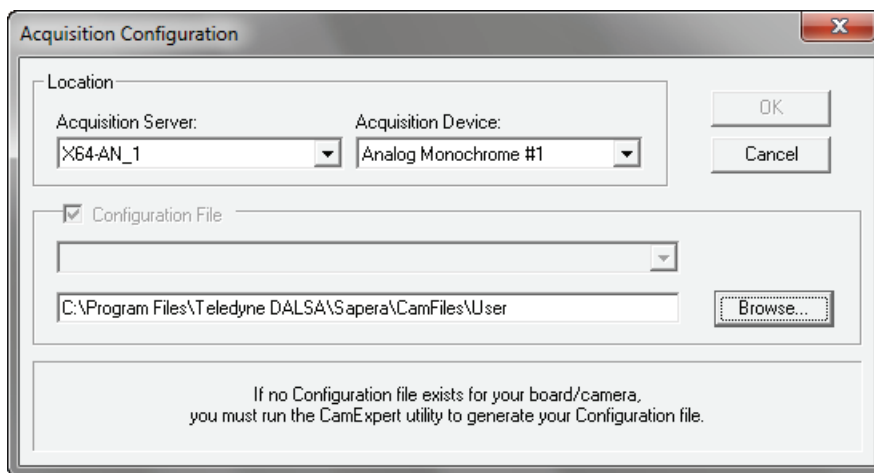 Acquisition Configuration
Location
Acquisition Server:
Acquisition Device:
X64-AN_1
Analog Monochrome #1
OK
Cancel
Configuration File
C:\Program Files\Teledyne DALSA\Sapera\CamFiles\User
Browse...
If no Configuration file exists for your board/camera,
you must run the CamExpert utility to generate your Configuration file.